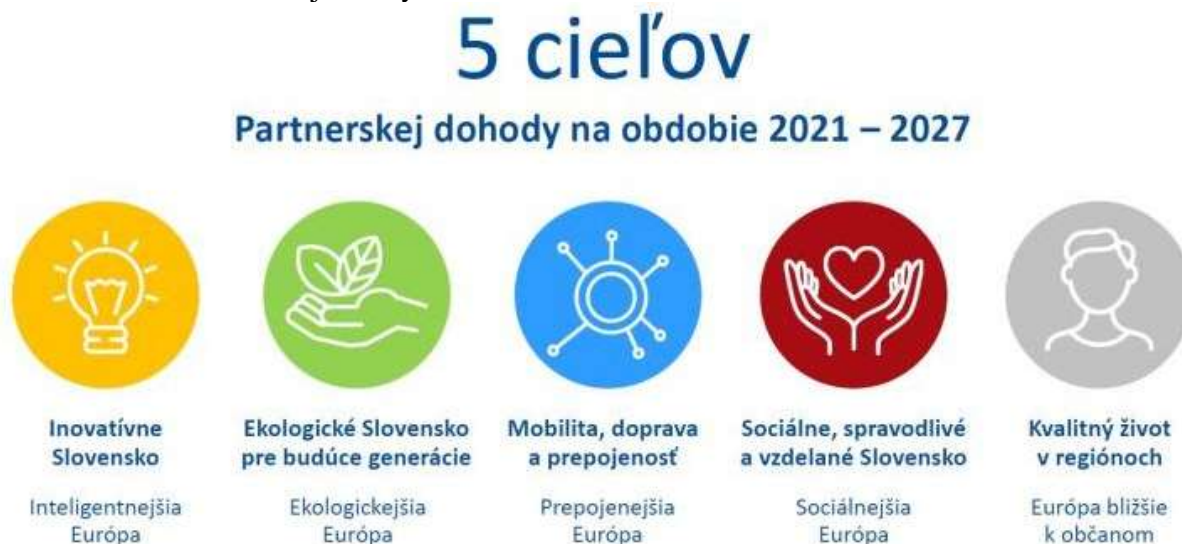 5 cieľov
Partnerskej dohody na obdobie 2021 – 2027
Inovatívne
Slovensko
Inteligentnejšia
Európa
Ekologické Slovensko
pre budúce generácie
Ekologickejšia
Európa
Mobilita, doprava
a prepojenosť
Prepojenejšia
Európa
Sociálne, spravodlivé
a vzdelané Slovensko
Sociálnejšia
Európa
Kvalitný život
v regiónoch
Európa bližšie
k občanom